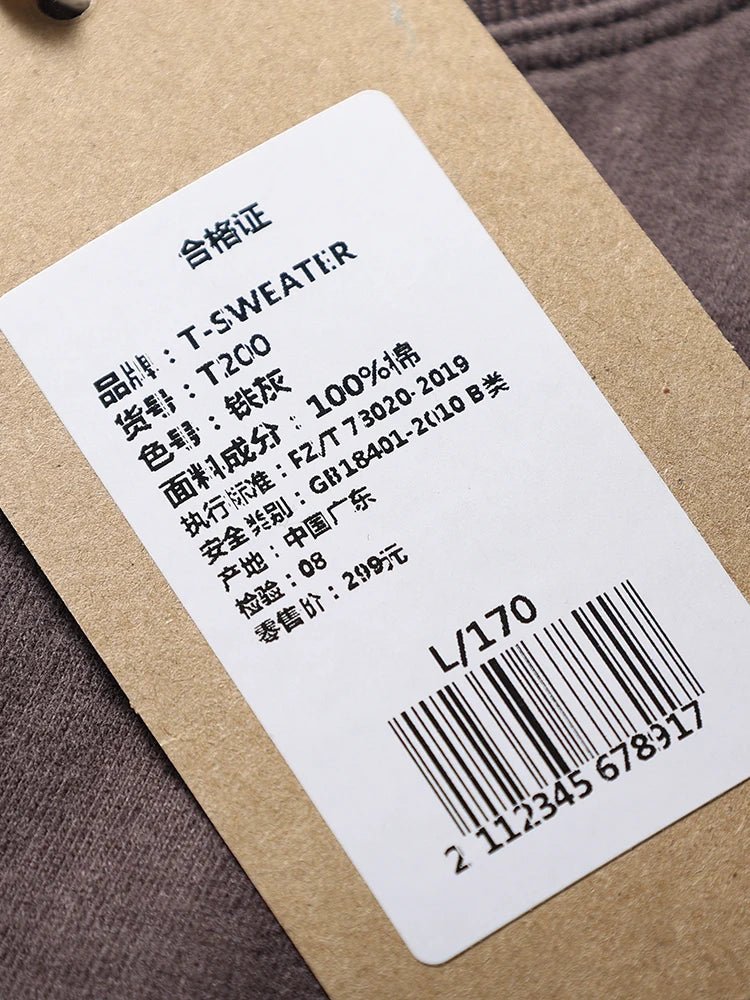 合格证
品牌：T-SWEATER
货号：T200
色号：铁灰
面料成分：100%棉
执行标准：FZ/T 73020-2019
安全类别：GB18401-2010 B类
产地：中国广东
检验：08
零售价：299元
L/170
2 112345 678917